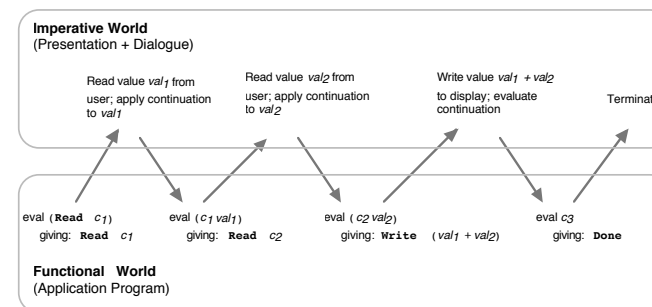 Imperative World
(Presentation + Dialogue)
Read value val1 from
user; apply continuation
to val1
Read value val2 from
user; apply continuation
to val2
Write value val1 + val2
to display; evaluate
continuation
Terminat
eval (Read c1)
giving: Read c1
eval (c1 val1)
giving: Read c2
eval (c2 val2)
giving: Write (val1 + val2)
eval c3
giving: Done
Functional World
(Application Program)